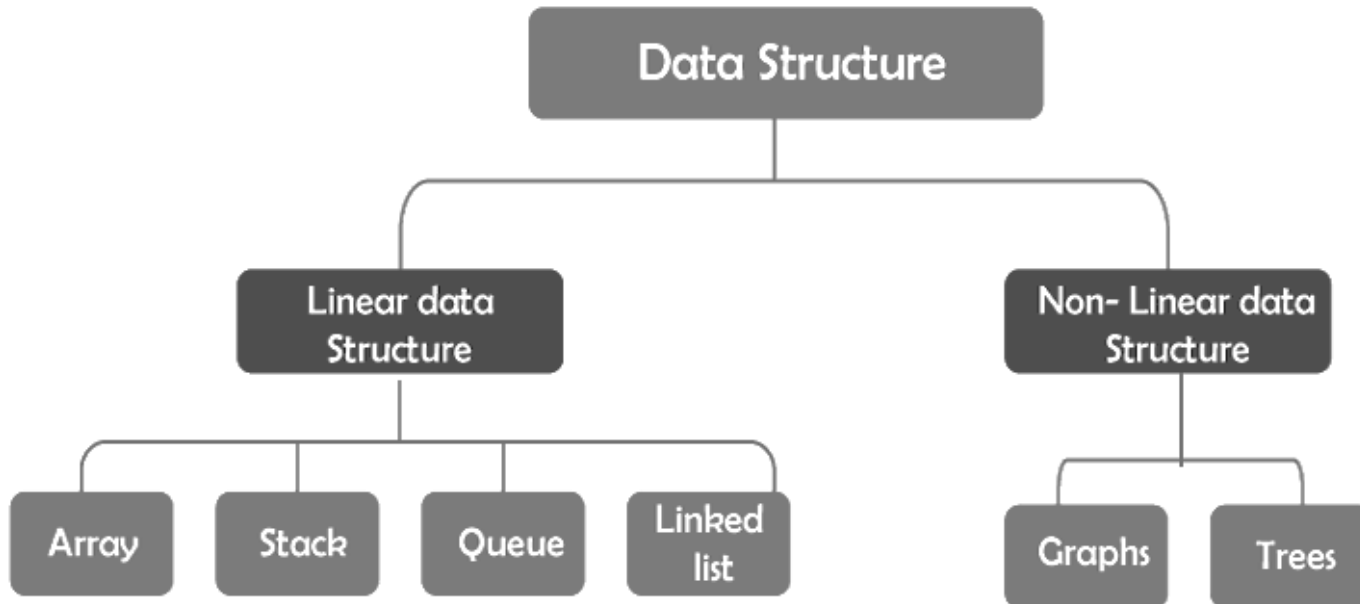 Data Structure
Linear data
Structure
Non- Linear data
Structure
Array
Stack
Queue
Linked
list
Graphs
Trees